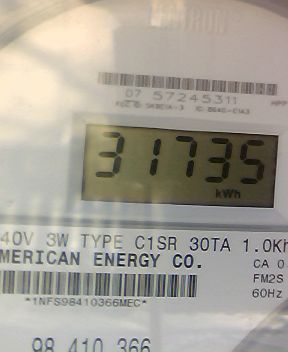 07 57245311
31735
kWh
40V 3W TYPE C1SR 30TA 1.0Kh
MERICAN ENERGY CO.
CA 0
FM2S
60Hz
*1NFS98410366MEC*
98 410 366